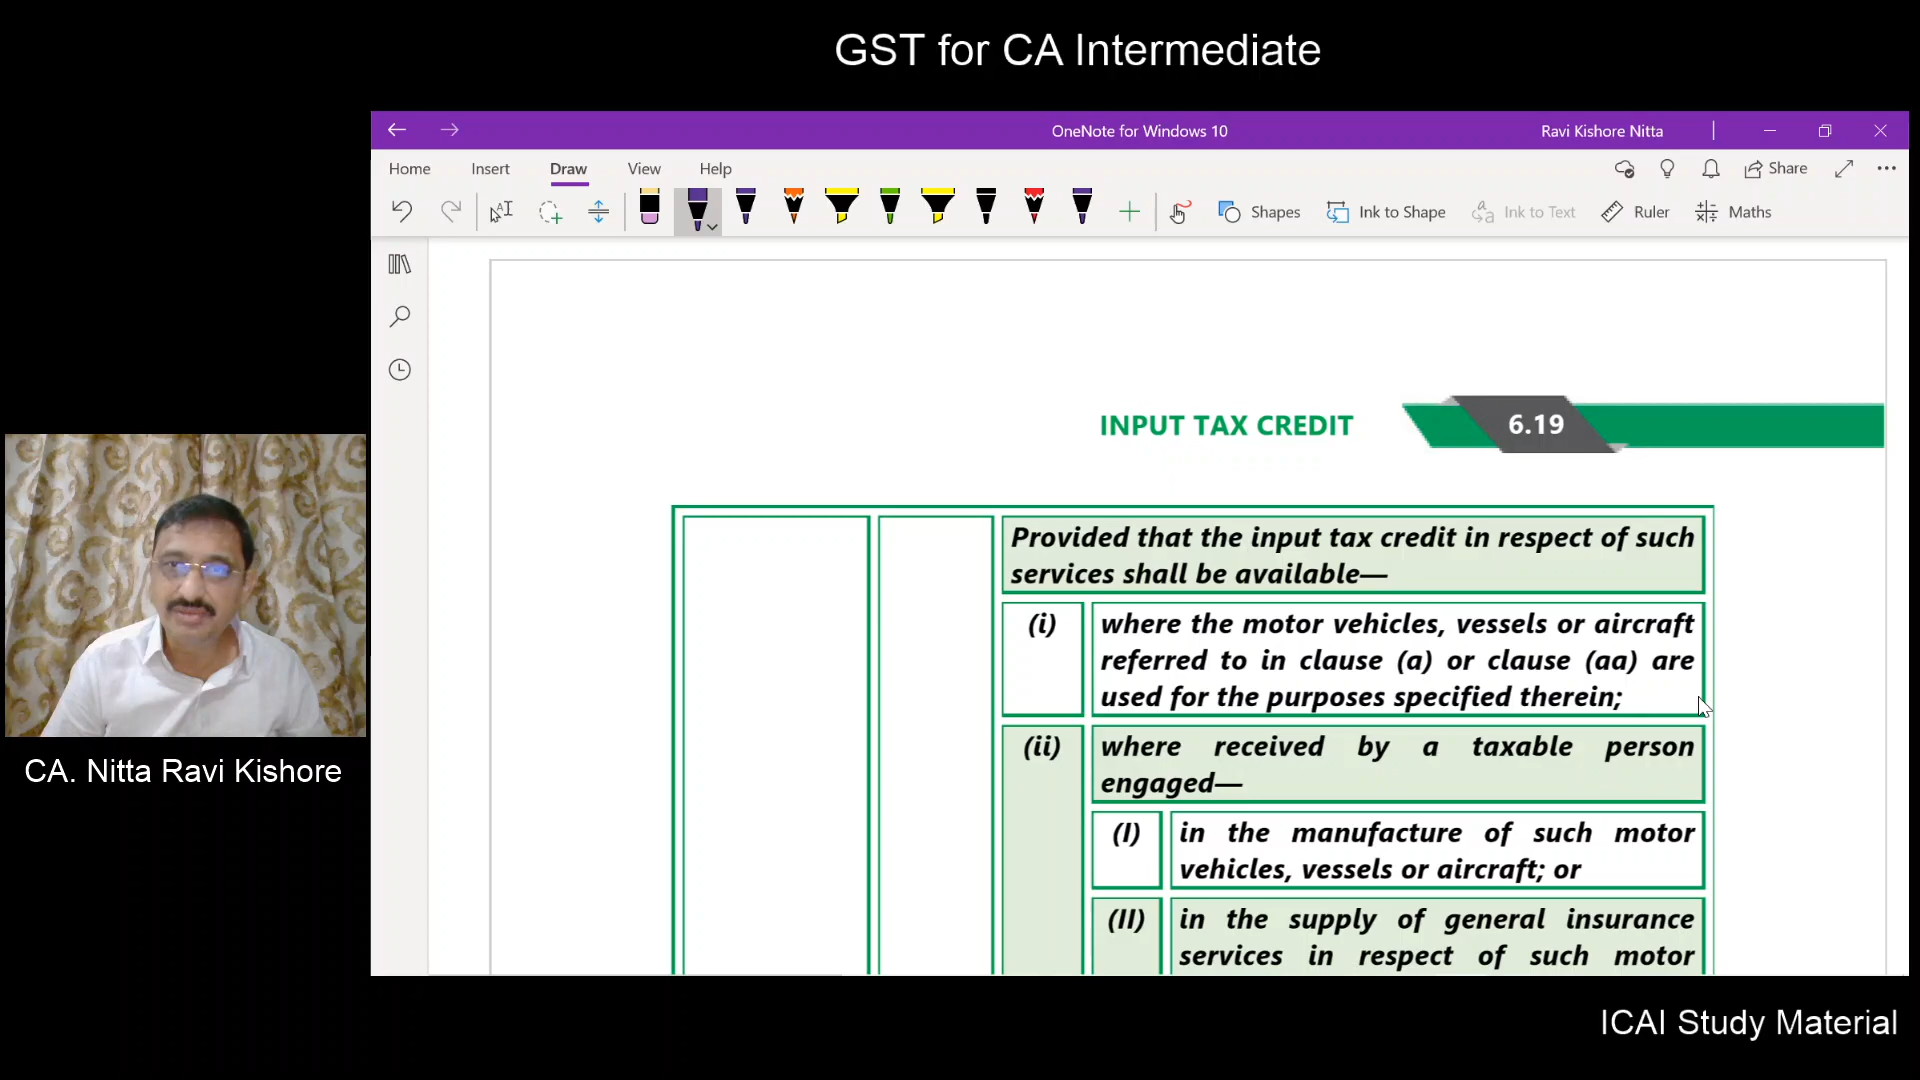 GST for CA Intermediate
OneNote for Windows 10
Ravi Kishore Nitta
Home Insert Draw View Help
Share
Shapes Ink to Shape Ink to Text Ruler Maths
INPUT TAX CREDIT 6.19
Provided that the input tax credit in respect of such
services shall be available—
(i) where the motor vehicles, vessels or aircraft
referred to in clause (a) or clause (aa) are
used for the purposes specified therein;
(ii) where received by a taxable person
engaged—
(I) in the manufacture of such motor
vehicles, vessels or aircraft; or
(II) in the supply of general insurance
services in respect of such motor
CA. Nitta Ravi Kishore
ICAI Study Material